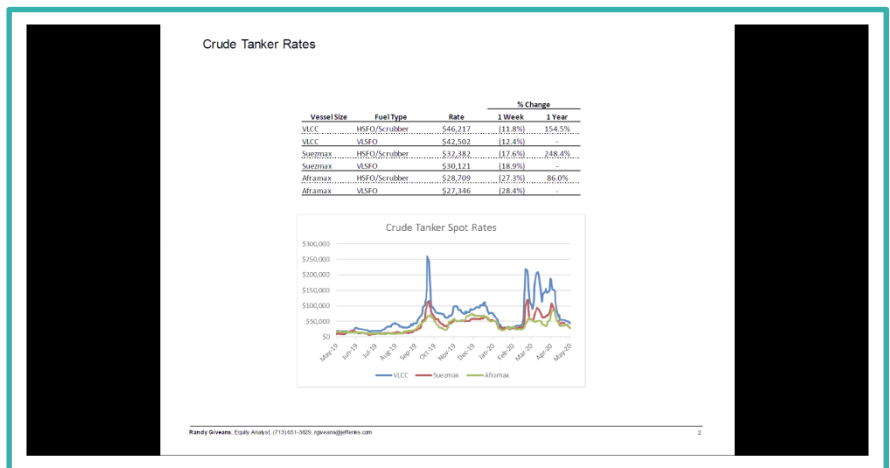 Crude Tanker Rates
% Change
Vessel Size Fuel Type Rate 1 Week 1 Year
VLCC HSFO/Scrubber $46,217 (11.8%) 154.5%
VLCC VLSFO $42,502 (12.4%) -
Suezmax HSFO/Scrubber $32,382 (17.6%) 248.4%
Suezmax VLSFO $30,121 (18.9%) -
Aframax HSFO/Scrubber $28,709 (27.3%) 86.0%
Aframax VLSFO $27,346 (28.4%) -
Crude Tanker Spot Rates
$300,000
$250,000
$200,000
$150,000
$100,000
$50,000
$0
May-19 Jun-19 Jul-19 Aug-19 Sep-19 Oct-19 Nov-19 Dec-19 Jan-20 Feb-20 Mar-20 Apr-20 May-20
VLCC Suezmax Aframax
Randy Giveans, Equity Analyst, (713) 651-3829, rgiveans@jefferies.com 2